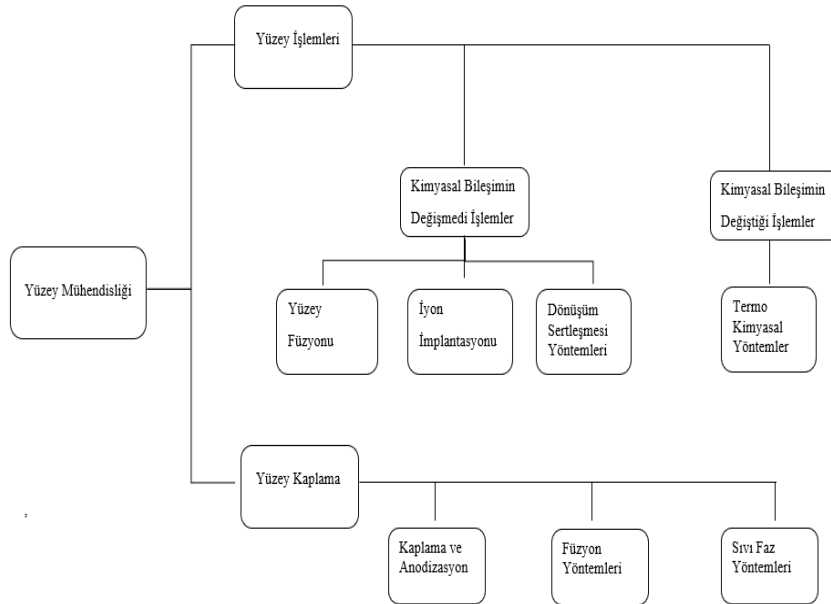 Yüzey İşlemleri
Kimyasal Bileşimin
Değişmedi İşlemler
Kimyasal Bileşimin
Değiştiği İşlemler
Yüzey Mühendisliği
Yüzey
Füzyonu
İyon
İmplantasyonu
Dönüşüm
Sertleşmesi
Yöntemleri
Termo
Kimyasal
Yöntemler
Yüzey Kaplama
,
Kaplama ve
Anodizasyon
Füzyon
Yöntemleri
Sıvı Faz
Yöntemleri